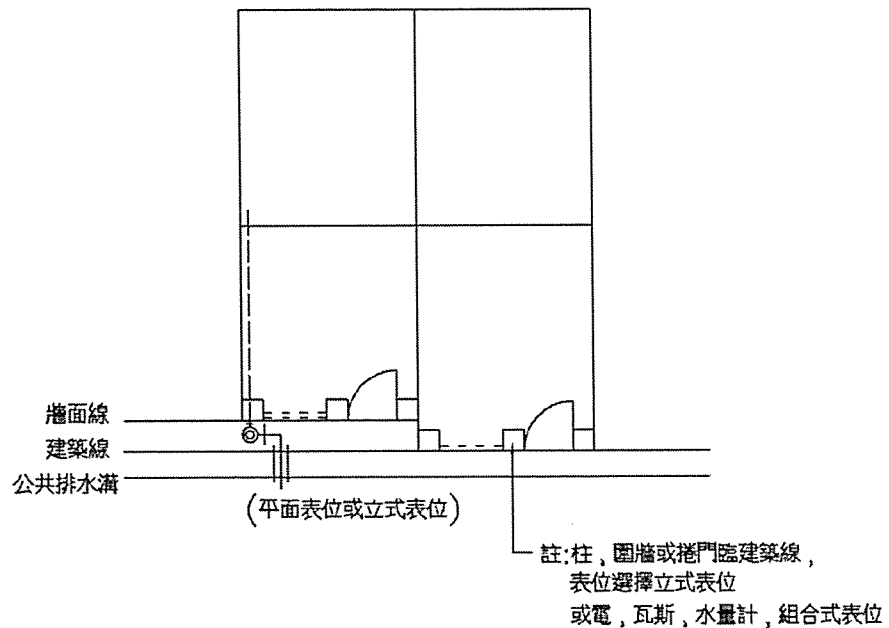 牆面線
建築線
公共排水溝
(平面表位或立式表位)
註:柱、圍牆或捲門臨建築線,
表位選擇立式表位
或電,瓦斯,水量計,組合式表位